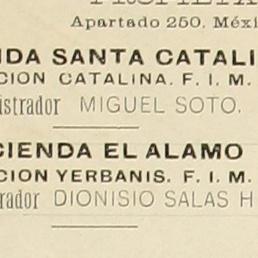 Apartado 250. Méxi
NDA SANTA CATALI
CION CATALINA. F. I. M.
istrador MIGUEL SOTO.
CIENDA EL ALAMO
CION YERBANIS. F. I. M.
rador DIONISIO SALAS H